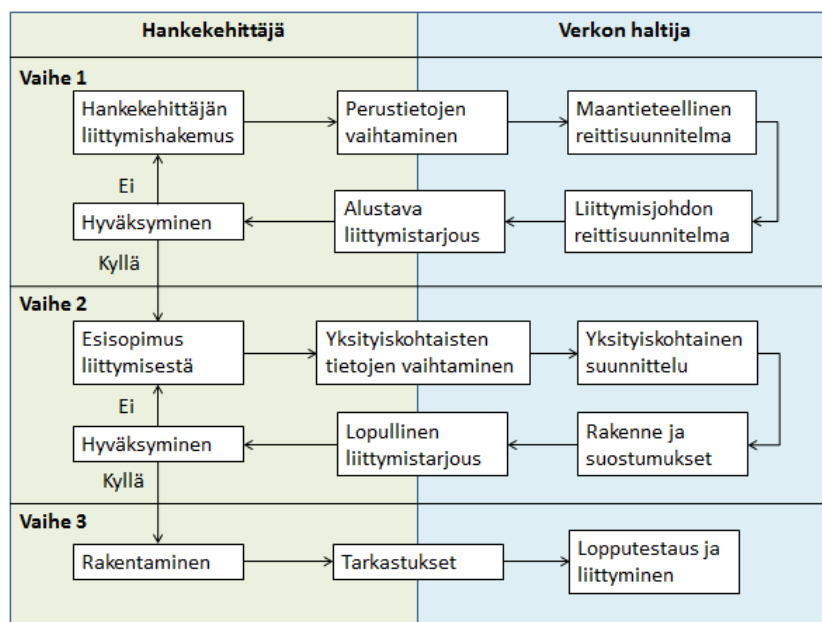 Hankekehittäjä
Verkon haltija
Vaihe 1
Hankekehittäjän
liittymishakemus
Perustietojen
vaihtaminen
Maantieteellinen
reittisuunnitelma
Ei
Hyväksyminen
Alustava
liittymistarjous
Liittymisjohdon
reittisuunnitelma
Kyllä
Vaihe 2
Esisopimus
liittymisestä
Yksityiskohtaisten
tietojen vaihtaminen
Yksityiskohtainen
suunnittelu
Ei
Hyväksyminen
Lopullinen
liittymistarjous
Rakenne ja
suostumukset
Kyllä
Vaihe 3
Rakentaminen
Tarkastukset
Lopputestaus ja
liittyminen